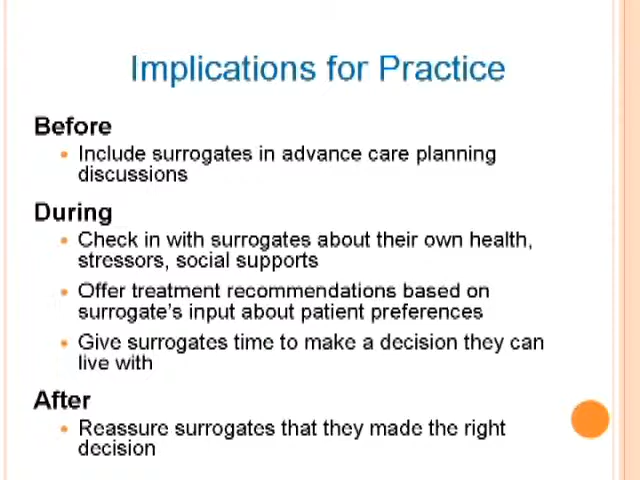 Implications for Practice
Before
• Include surrogates in advance care planning
discussions
During
• Check in with surrogates about their own health,
stressors, social supports
• Offer treatment recommendations based on
surrogate's input about patient preferences
• Give surrogates time to make a decision they can
live with
After
• Reassure surrogates that they made the right
decision